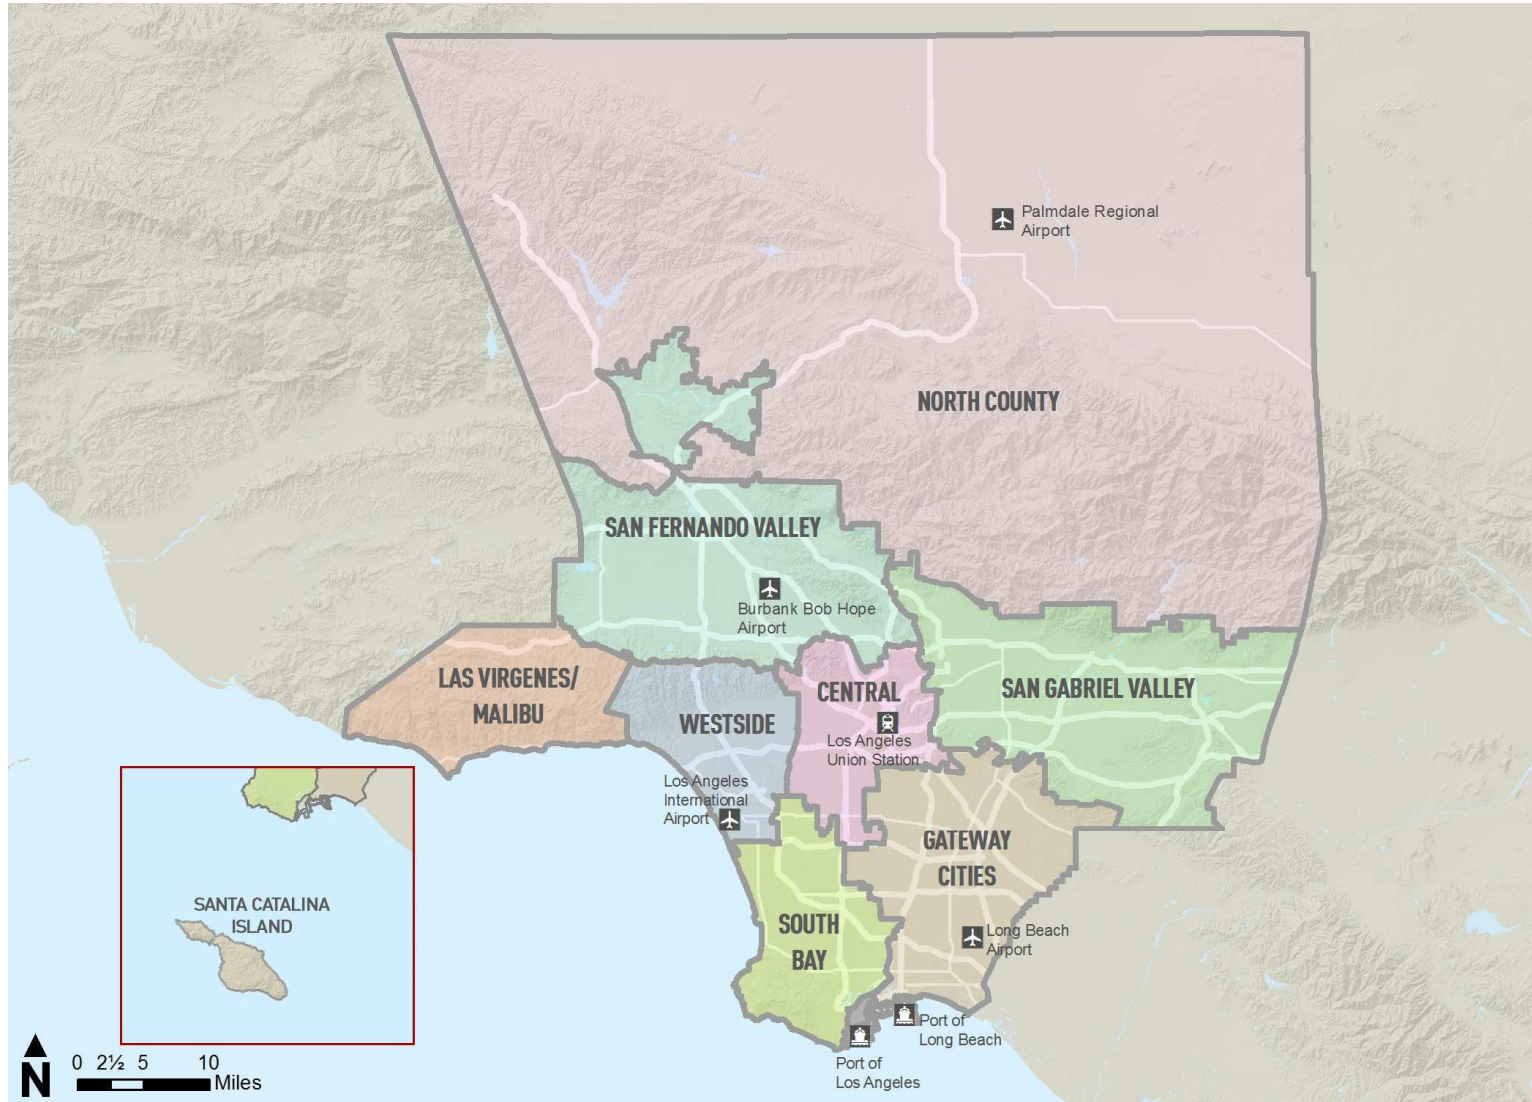 Palmdale Regional
Airport
NORTH COUNTY
SAN FERNANDO VALLEY
Burbank Bob Hope
Airport
LAS VIRGENES/
MALIBU
WESTSIDE
CENTRAL
SAN GABRIEL VALLEY
Los Angeles
Union Station
Los Angeles
International
Airport
GATEWAY
CITIES
SOUTH
BAY
Long Beach
Airport
Port of
Long Beach
Port of
Los Angeles
SANTA CATALINA
ISLAND
N
0 2½ 5 10
Miles